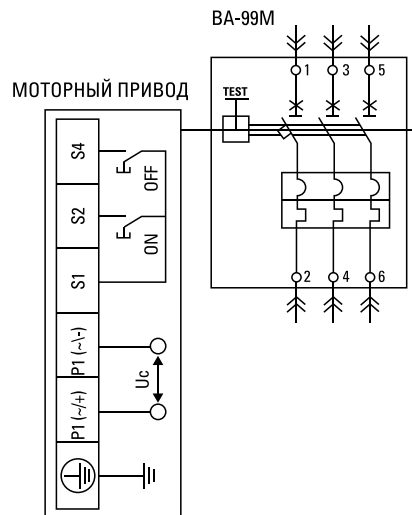 ВА-99М
1
3
5
МОТОРНЫЙ ПРИВОД
TEST
S4
OFF
S2
ON
S1
2
4
6
P1 (~\-)
Uc
P1 (~/+)